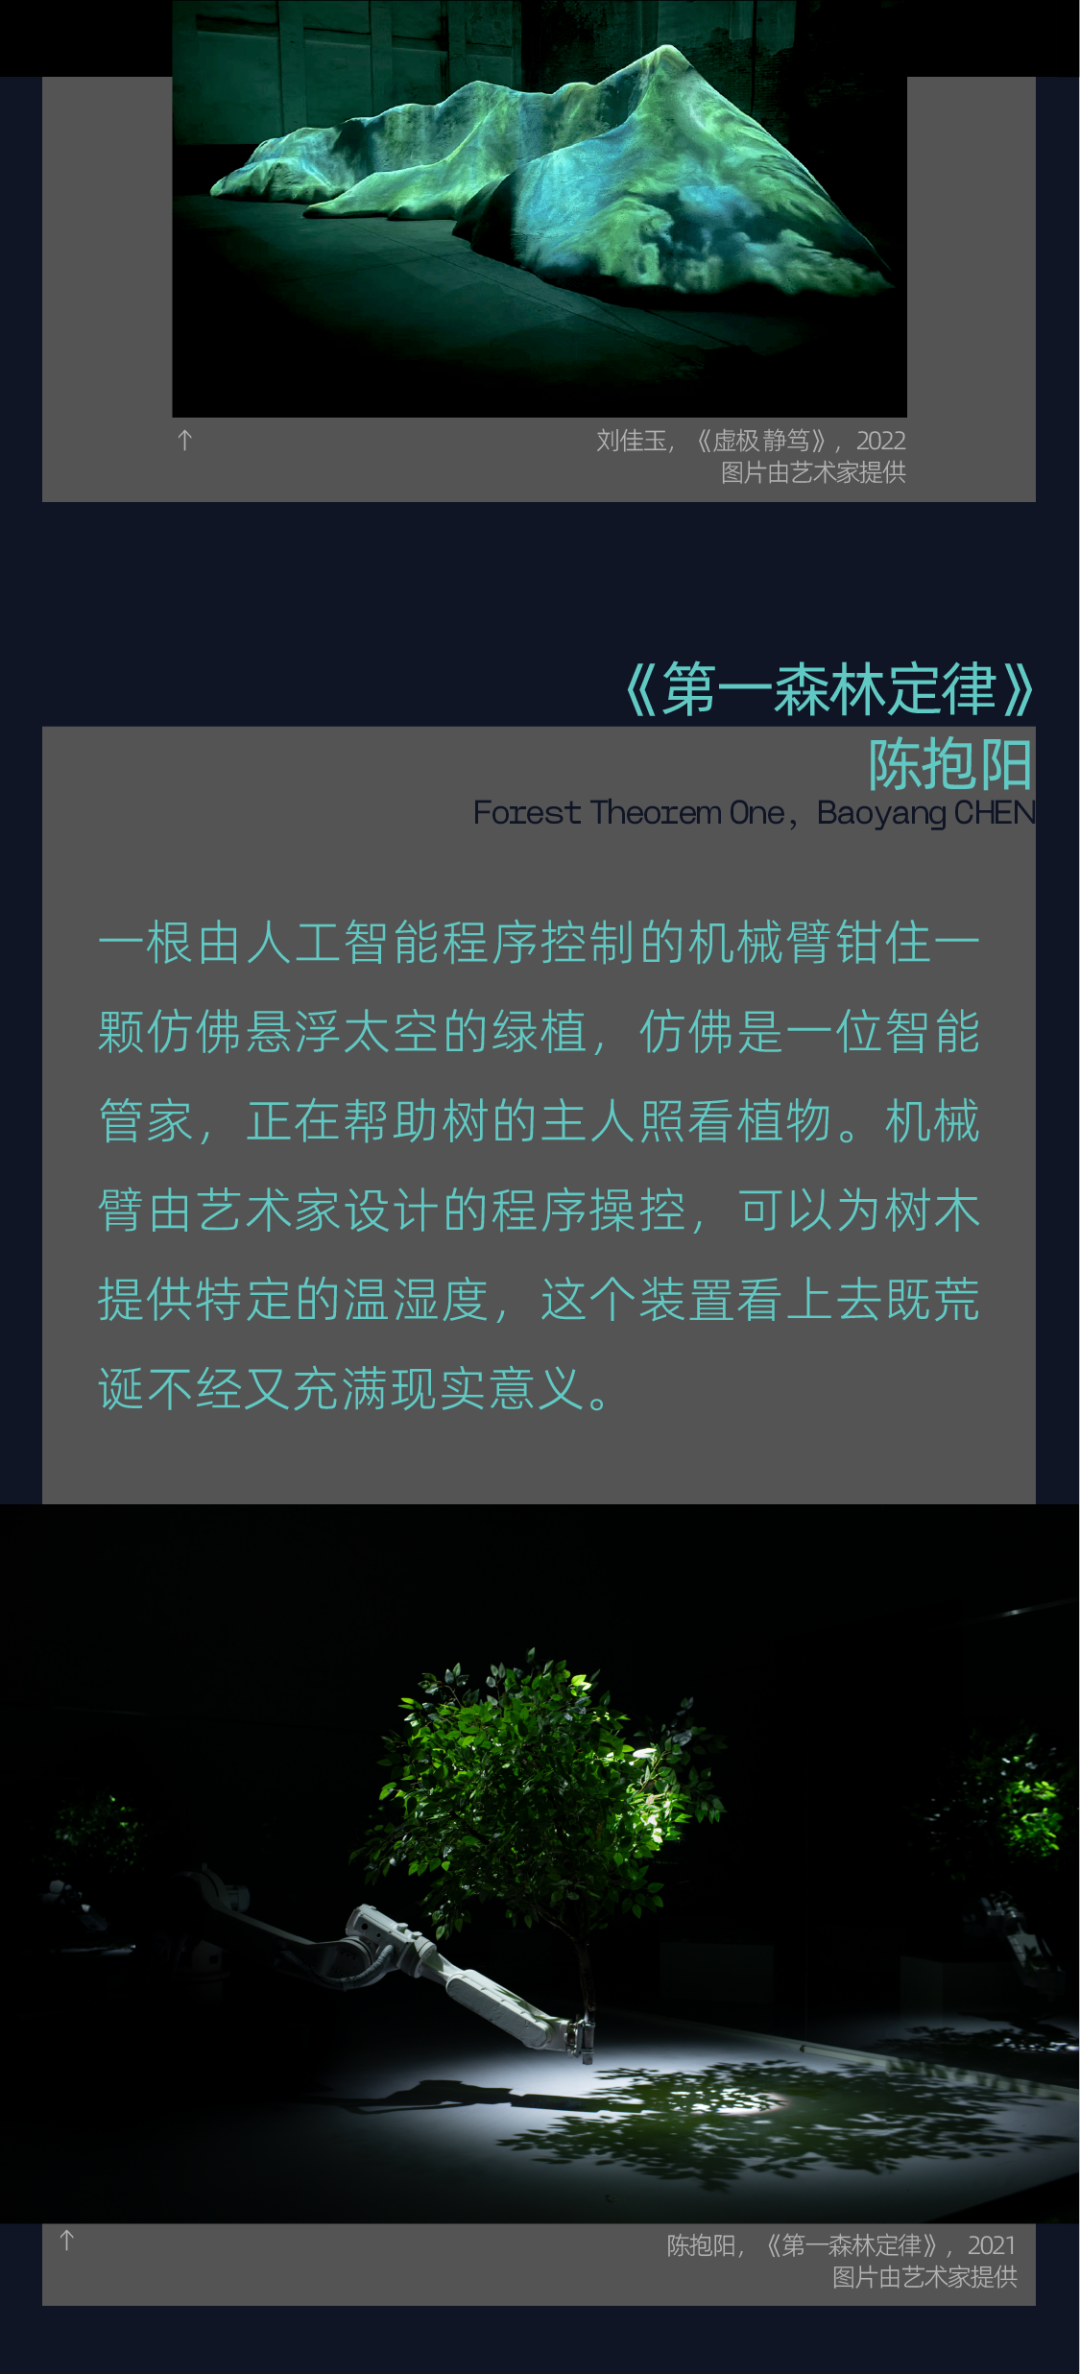 ↑
刘佳玉，《虚极静笃》，2022
图片由艺术家提供
《第一森林定律》
陈抱阳
Forest Theorem One，Baoyang CHEN
一根由人工智能程序控制的机械臂钳住一
颗仿佛悬浮太空的绿植，仿佛是一位智能
管家，正在帮助树的主人照看植物。机械
臂由艺术家设计的程序操控，可以为树木
提供特定的温湿度，这个装置看上去既荒
诞不经又充满现实意义。
↑
陈抱阳，《第一森林定律》，2021
图片由艺术家提供